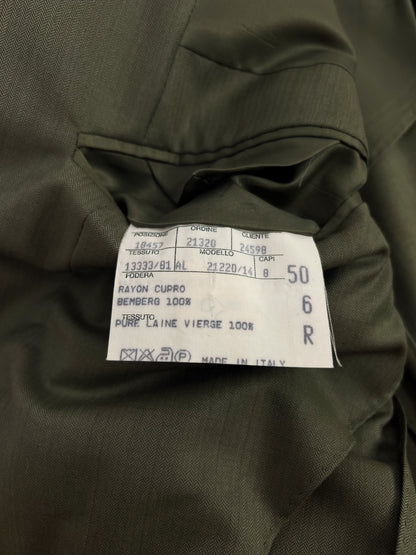 POSIZIONE ORDINE CLIENTE
18457 21320 24598
TESSUTO MODELLO CAPI
13333/81 AL 21220/14 8 50
FODERA
RAYON CUPRO 6
BEMBERG 100%
TESSUTO R
PURE LAINE VIERGE 100%
P MADE IN ITALY